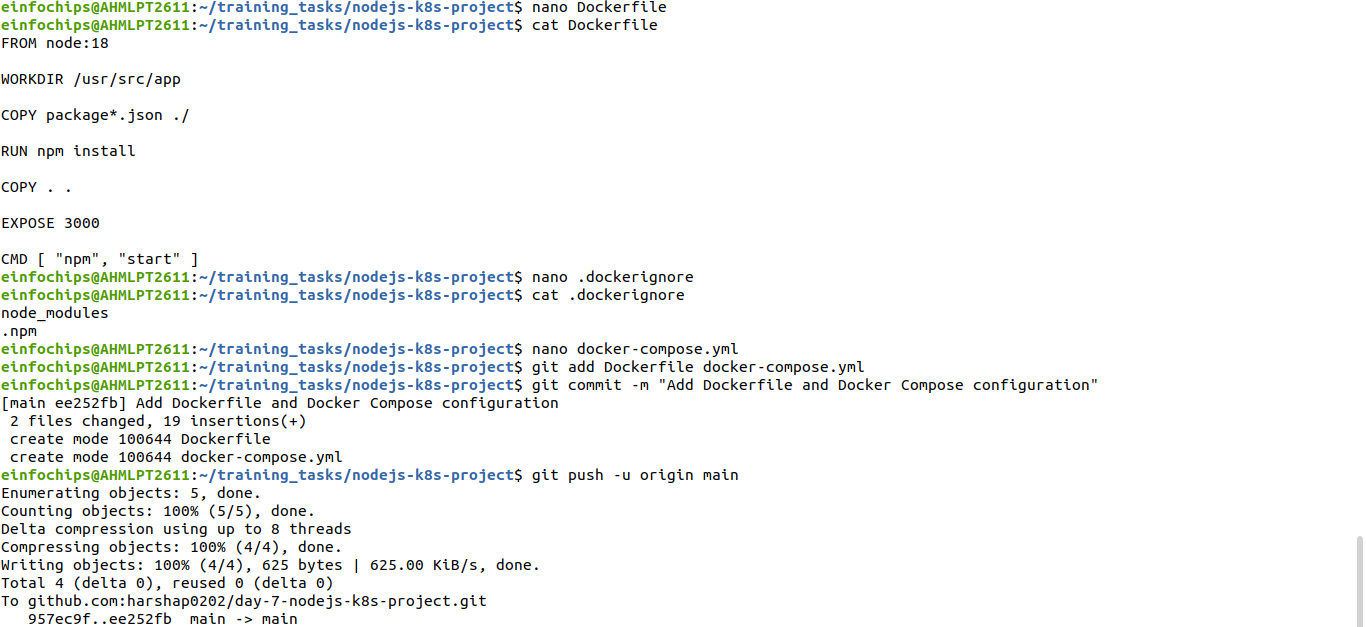 einfochips@AHMLPT2611:~/training_tasks/nodejs-k8s-project$ nano Dockerfile
einfochips@AHMLPT2611:~/training_tasks/nodejs-k8s-project$ cat Dockerfile
FROM node:18
WORKDIR /usr/src/app
COPY package*.json ./
RUN npm install
COPY . .
EXPOSE 3000
CMD [ "npm", "start" ]
einfochips@AHMLPT2611:~/training_tasks/nodejs-k8s-project$ nano .dockerignore
einfochips@AHMLPT2611:~/training_tasks/nodejs-k8s-project$ cat .dockerignore
node_modules
.npm
einfochips@AHMLPT2611:~/training_tasks/nodejs-k8s-project$ nano docker-compose.yml
einfochips@AHMLPT2611:~/training_tasks/nodejs-k8s-project$ git add Dockerfile docker-compose.yml
einfochips@AHMLPT2611:~/training_tasks/nodejs-k8s-project$ git commit -m "Add Dockerfile and Docker Compose configuration"
[main ee252fb] Add Dockerfile and Docker Compose configuration
 2 files changed, 19 insertions(+)
 create mode 100644 Dockerfile
 create mode 100644 docker-compose.yml
einfochips@AHMLPT2611:~/training_tasks/nodejs-k8s-project$ git push -u origin main
Enumerating objects: 5, done.
Counting objects: 100% (5/5), done.
Delta compression using up to 8 threads
Compressing objects: 100% (4/4), done.
Writing objects: 100% (4/4), 625 bytes | 625.00 KiB/s, done.
Total 4 (delta 0), reused 0 (delta 0)
To github.com:harshap0202/day-7-nodejs-k8s-project.git
   957ec9f..ee252fb  main -> main